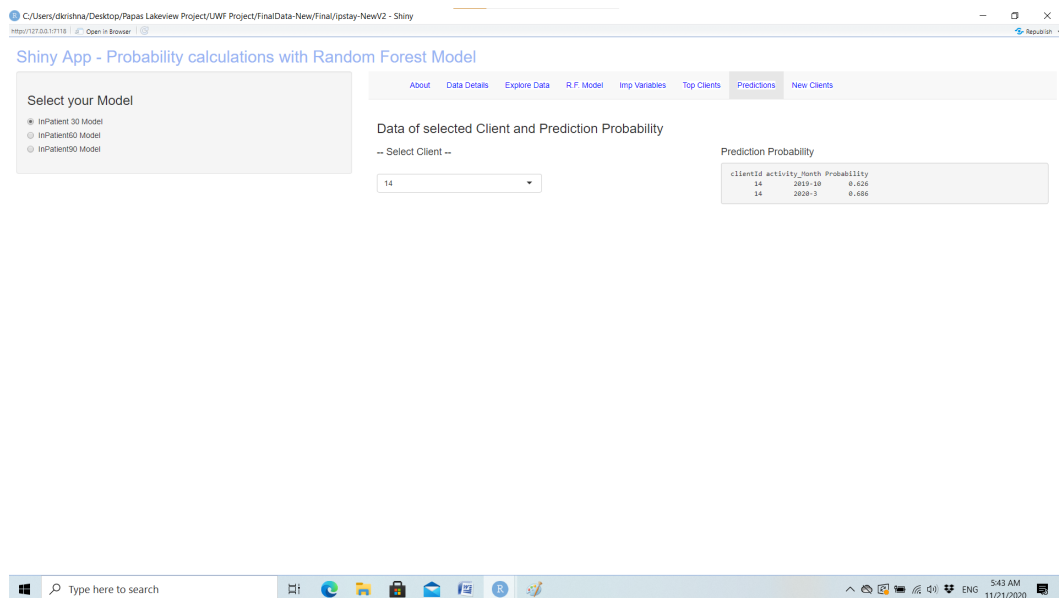 C:/Users/dkrishna/Desktop/Papas Lakeview Project/UWF Project/FinalData-New/Final/ipstay-NewV2 - Shiny
http://127.0.0.1:7118 Open in Browser
Republish
Shiny App - Probability calculations with Random Forest Model
Select your Model
InPatient 30 Model
InPatient60 Model
InPatient90 Model
About Data Details Explore Data R.F. Model Imp Variables Top Clients Predictions New Clients
Data of selected Client and Prediction Probability
-- Select Client --
14
Prediction Probability
clientId activity_Month Probability
14 2019-10 0.626
14 2020-3 0.686
Type here to search
ENG
5:43 AM
11/21/2020